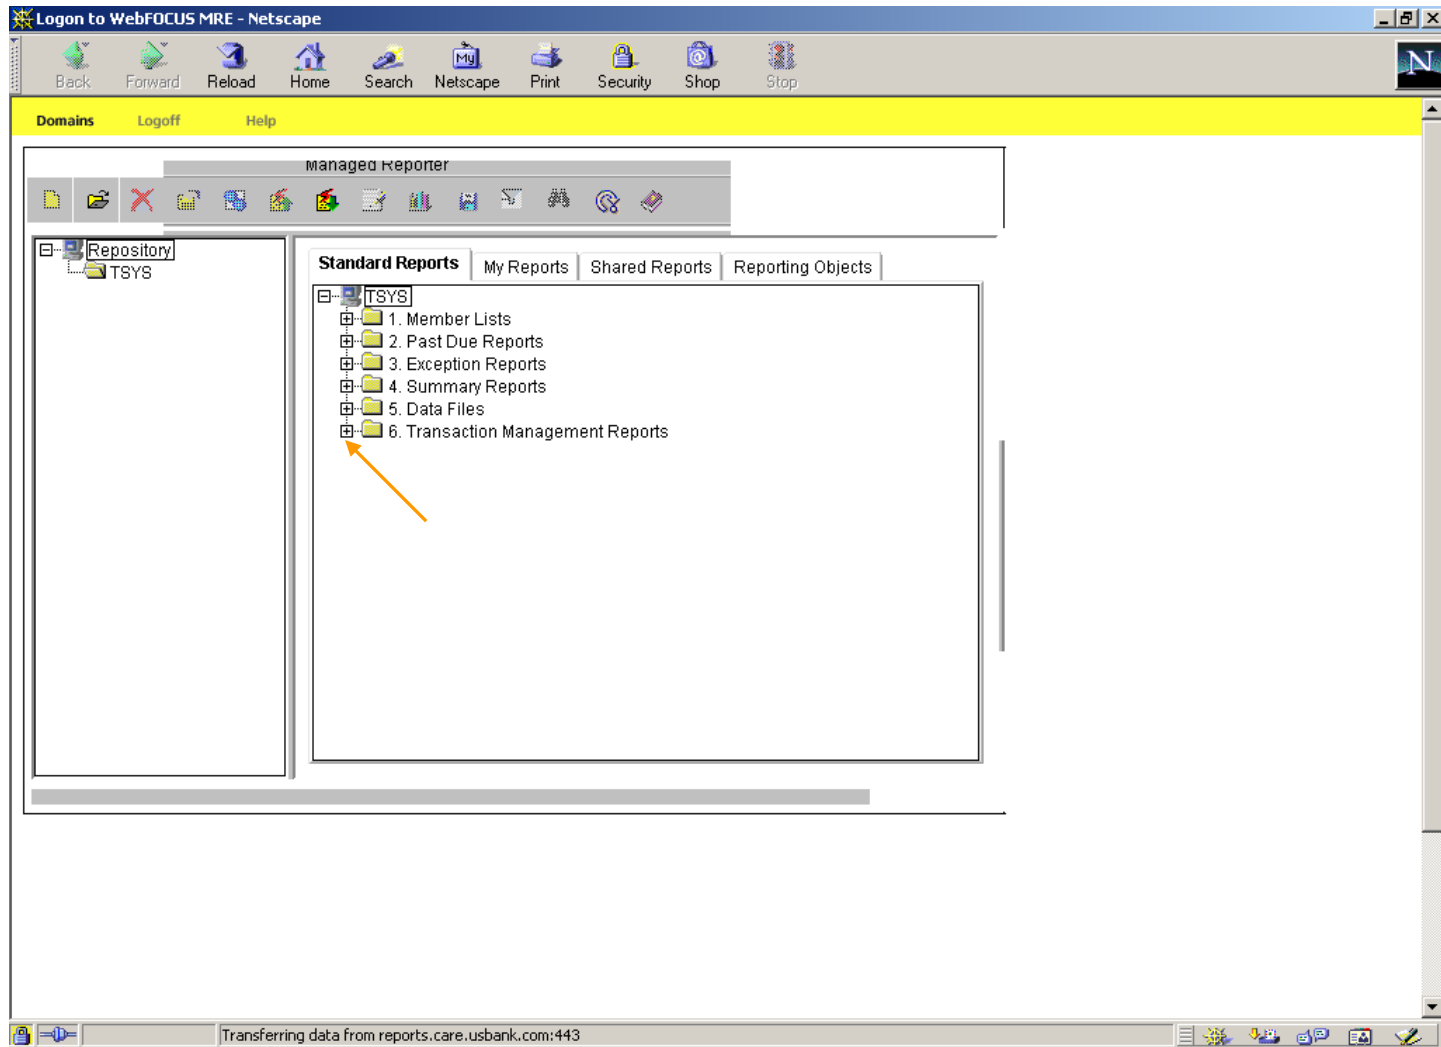 Logon to WebFOCUS MRE - Netscape
Back Forward Reload Home Search Netscape Print Security Shop Stop
My
N
Domains Logoff Help
Managed Reporter
Repository
TSYS
Standard Reports My Reports Shared Reports Reporting Objects
TSYS
1. Member Lists
2. Past Due Reports
3. Exception Reports
4. Summary Reports
5. Data Files
6. Transaction Management Reports
Transferring data from reports.care.usbank.com:443